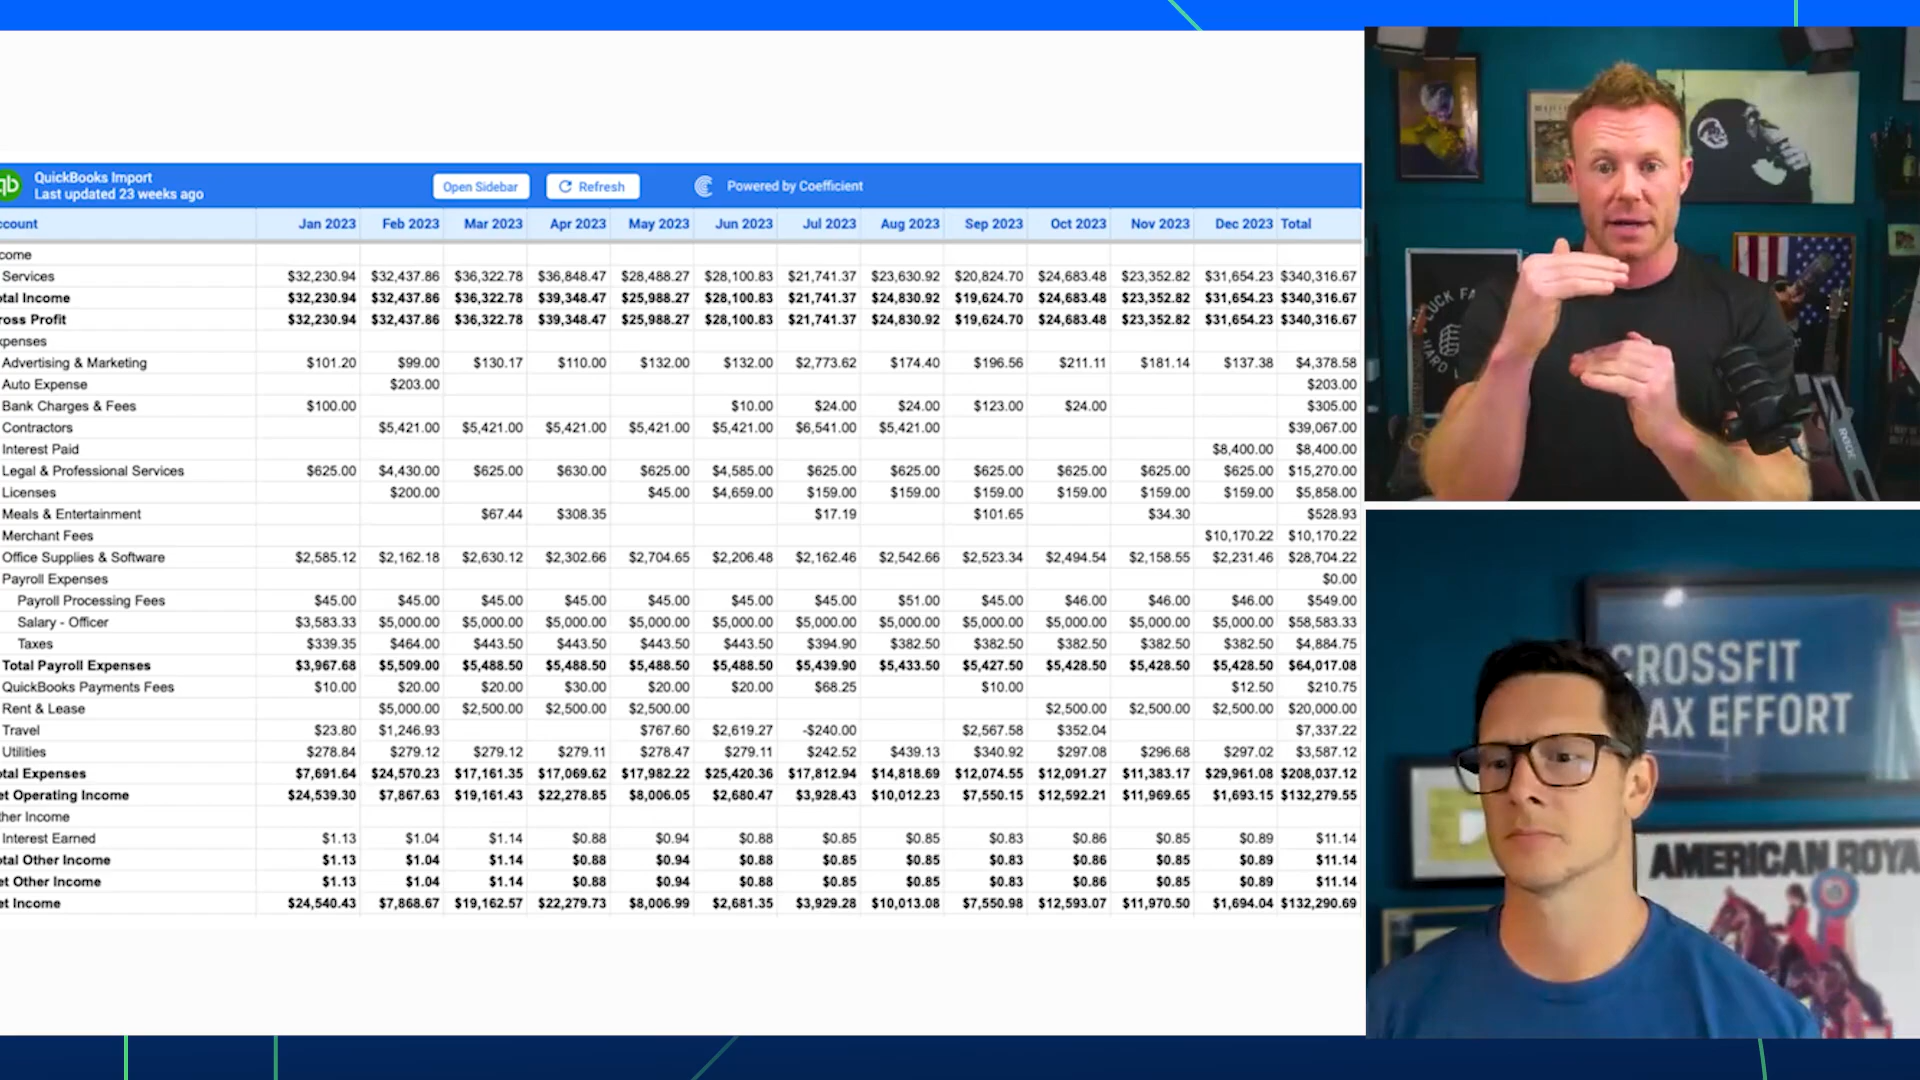 qb QuickBooks Import
Last updated 23 weeks ago
Open Sidebar Refresh Powered by Coefficient
ccount Jan 2023 Feb 2023 Mar 2023 Apr 2023 May 2023 Jun 2023 Jul 2023 Aug 2023 Sep 2023 Oct 2023 Nov 2023 Dec 2023 Total
come
Services $32,230.94 $32,437.86 $36,322.78 $36,848.47 $28,488.27 $28,100.83 $21,741.37 $23,630.92 $20,824.70 $24,683.48 $23,352.82 $31,654.23 $340,316.67
otal Income $32,230.94 $32,437.86 $36,322.78 $39,348.47 $25,988.27 $28,100.83 $21,741.37 $24,830.92 $19,624.70 $24,683.48 $23,352.82 $31,654.23 $340,316.67
ross Profit $32,230.94 $32,437.86 $36,322.78 $39,348.47 $25,988.27 $28,100.83 $21,741.37 $24,830.92 $19,624.70 $24,683.48 $23,352.82 $31,654.23 $340,316.67
xpenses
Advertising & Marketing $101.20 $99.00 $130.17 $110.00 $132.00 $132.00 $2,773.62 $174.40 $196.56 $211.11 $181.14 $137.38 $4,378.58
Auto Expense $203.00 $203.00
Bank Charges & Fees $100.00 $10.00 $24.00 $24.00 $123.00 $24.00 $305.00
Contractors $5,421.00 $5,421.00 $5,421.00 $5,421.00 $5,421.00 $6,541.00 $5,421.00 $39,067.00
Interest Paid $8,400.00 $8,400.00
Legal & Professional Services $625.00 $4,430.00 $625.00 $630.00 $625.00 $4,585.00 $625.00 $625.00 $625.00 $625.00 $625.00 $625.00 $15,270.00
Licenses $200.00 $45.00 $4,659.00 $159.00 $159.00 $159.00 $159.00 $159.00 $159.00 $5,858.00
Meals & Entertainment $67.44 $308.35 $17.19 $101.65 $34.30 $528.93
Merchant Fees $10,170.22 $10,170.22
Office Supplies & Software $2,585.12 $2,162.18 $2,630.12 $2,302.66 $2,704.65 $2,206.48 $2,162.46 $2,542.66 $2,523.34 $2,494.54 $2,158.55 $2,231.46 $28,704.22
Payroll Expenses $0.00
Payroll Processing Fees $45.00 $45.00 $45.00 $45.00 $45.00 $45.00 $45.00 $51.00 $45.00 $46.00 $46.00 $46.00 $549.00
Salary - Officer $3,583.33 $5,000.00 $5,000.00 $5,000.00 $5,000.00 $5,000.00 $5,000.00 $5,000.00 $5,000.00 $5,000.00 $5,000.00 $5,000.00 $58,583.33
Taxes $339.35 $464.00 $443.50 $443.50 $443.50 $443.50 $394.90 $382.50 $382.50 $382.50 $382.50 $382.50 $4,884.75
Total Payroll Expenses $3,967.68 $5,509.00 $5,488.50 $5,488.50 $5,488.50 $5,488.50 $5,439.90 $5,433.50 $5,427.50 $5,428.50 $5,428.50 $5,428.50 $64,017.08
QuickBooks Payments Fees $10.00 $20.00 $20.00 $30.00 $20.00 $20.00 $68.25 $10.00 $12.50 $210.75
Rent & Lease $5,000.00 $2,500.00 $2,500.00 $2,500.00 $2,500.00 $2,500.00 $2,500.00 $20,000.00
Travel $23.80 $1,246.93 $767.60 $2,619.27 -$240.00 $2,567.58 $352.04 $7,337.22
Utilities $278.84 $279.12 $279.12 $279.11 $278.47 $279.11 $242.52 $439.13 $340.92 $297.08 $296.68 $297.02 $3,587.12
otal Expenses $7,691.64 $24,570.23 $17,161.35 $17,069.62 $17,982.22 $25,420.36 $17,812.94 $14,818.69 $12,074.55 $12,091.27 $11,383.17 $29,961.08 $208,037.12
et Operating Income $24,539.30 $7,867.63 $19,161.43 $22,278.85 $8,006.05 $2,680.47 $3,928.43 $10,012.23 $7,550.15 $12,592.21 $11,969.65 $1,693.15 $132,279.55
ther Income
Interest Earned $1.13 $1.04 $1.14 $0.88 $0.94 $0.88 $0.85 $0.85 $0.83 $0.86 $0.85 $0.89 $11.14
otal Other Income $1.13 $1.04 $1.14 $0.88 $0.94 $0.88 $0.85 $0.85 $0.83 $0.86 $0.85 $0.89 $11.14
et Other Income $1.13 $1.04 $1.14 $0.88 $0.94 $0.88 $0.85 $0.85 $0.83 $0.86 $0.85 $0.89 $11.14
et Income $24,540.43 $7,868.67 $19,162.57 $22,279.73 $8,006.99 $2,681.35 $3,929.28 $10,013.08 $7,550.98 $12,593.07 $11,970.50 $1,694.04 $132,290.69
LUCK FA
HARD
RODE
CROSSFIT
AX EFFORT
AMERICAN ROYA